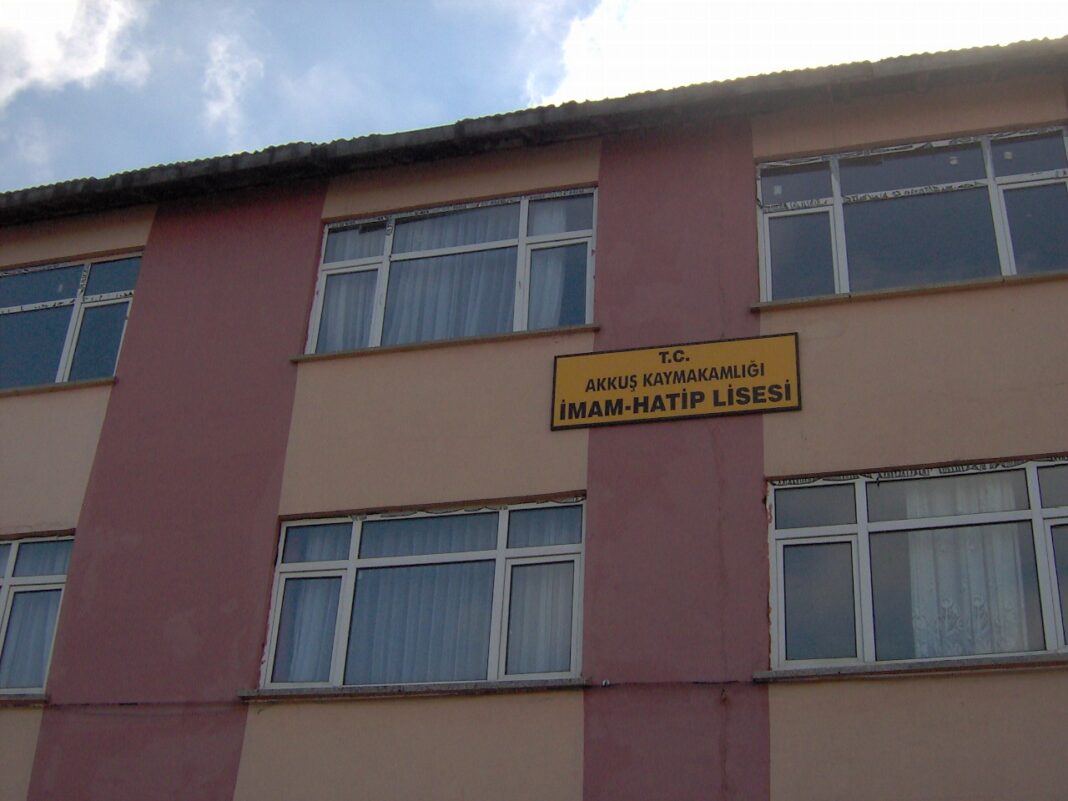 T.C.
AKKUŞ KAYMAKAMLIĞI
İMAM-HATİP LİSESİ